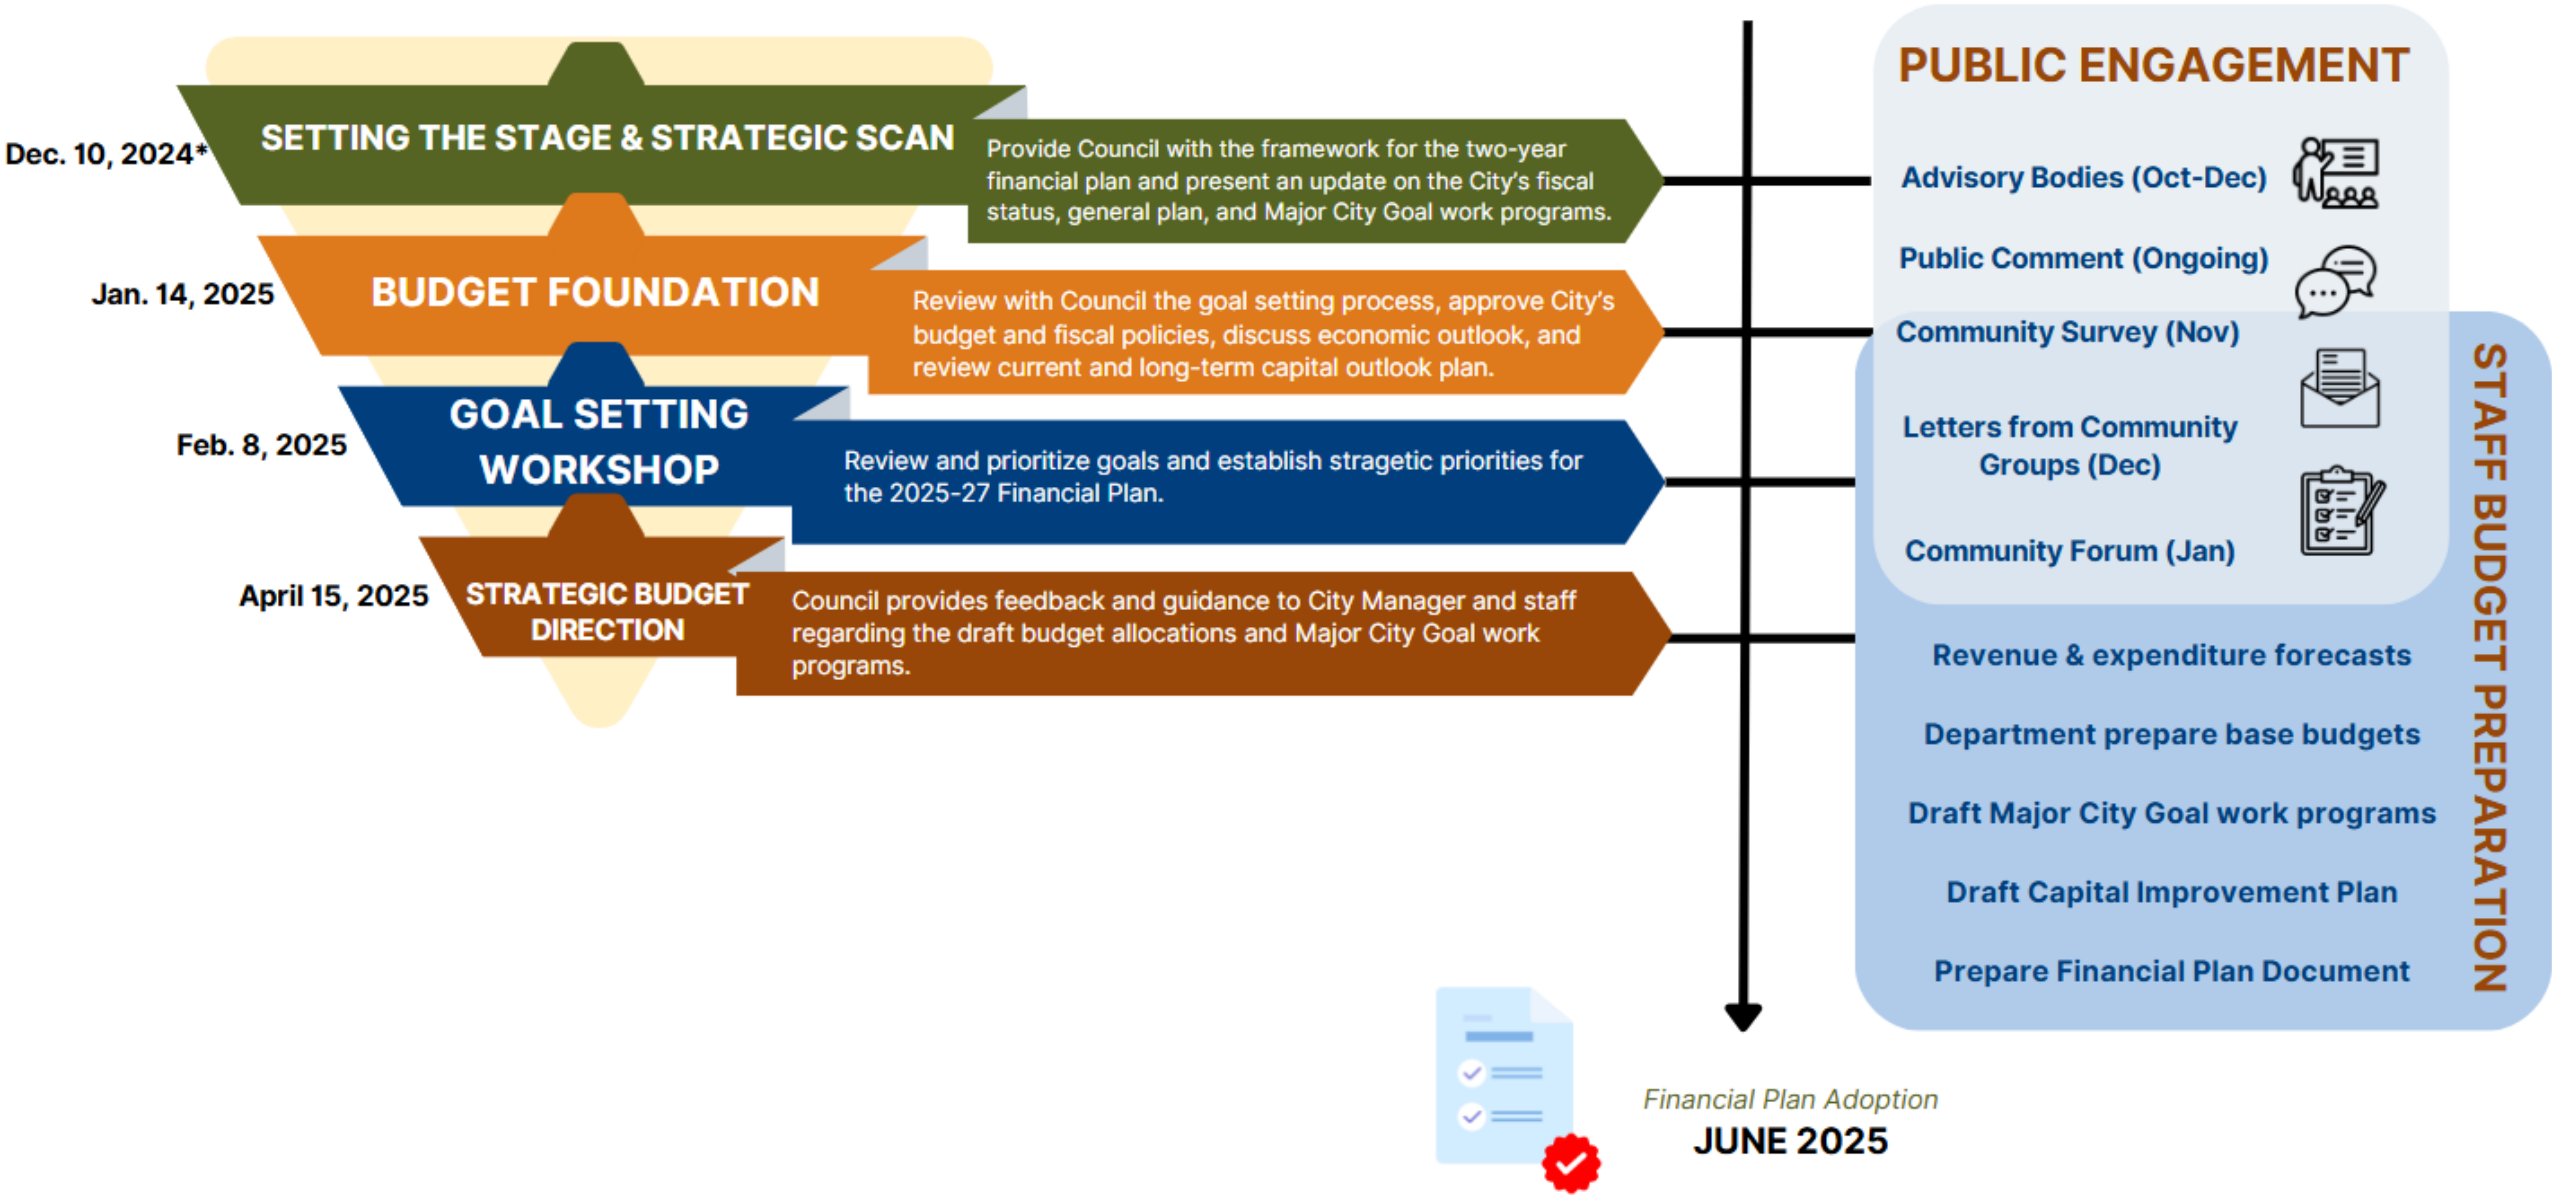 Dec. 10, 2024*
SETTING THE STAGE & STRATEGIC SCAN
Provide Council with the framework for the two-year
financial plan and present an update on the City's fiscal
status, general plan, and Major City Goal work programs.
Jan. 14, 2025
BUDGET FOUNDATION
Review with Council the goal setting process, approve City's
budget and fiscal policies, discuss economic outlook, and
review current and long-term capital outlook plan.
Feb. 8, 2025
GOAL SETTING
WORKSHOP
Review and prioritize goals and establish stragetic priorities for
the 2025-27 Financial Plan.
April 15, 2025
STRATEGIC BUDGET
DIRECTION
Council provides feedback and guidance to City Manager and staff
regarding the draft budget allocations and Major City Goal work
programs.
PUBLIC ENGAGEMENT
Advisory Bodies (Oct-Dec)
Public Comment (Ongoing)
Community Survey (Nov)
Letters from Community
Groups (Dec)
Community Forum (Jan)
STAFF BUDGET PREPARATION
Revenue & expenditure forecasts
Department prepare base budgets
Draft Major City Goal work programs
Draft Capital Improvement Plan
Prepare Financial Plan Document
Financial Plan Adoption
JUNE 2025